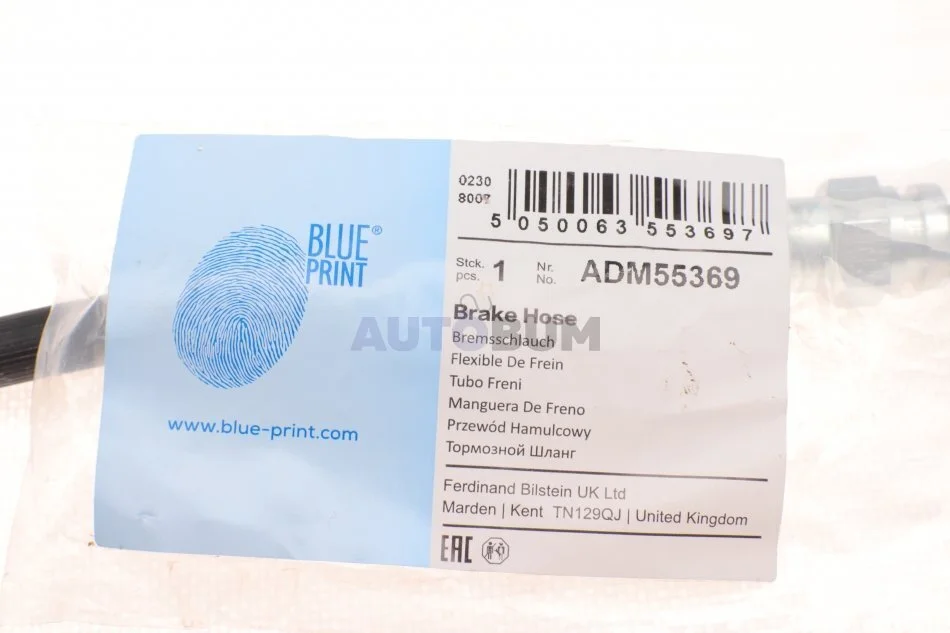 BLUE®
PRINT
www.blue-print.com
0230
8007
5 050063 553697
Stck.
pcs. 1 Nr.
No. ADM55369
Brake Hose
AUTOBUM
Bremsschlauch
Flexible De Frein
Tubo Freni
Manguera De Freno
Przewód Hamulcowy
Тормозной Шланг
Ferdinand Bilstein UK Ltd
Marden | Kent TN129QJ | United Kingdom
EAC